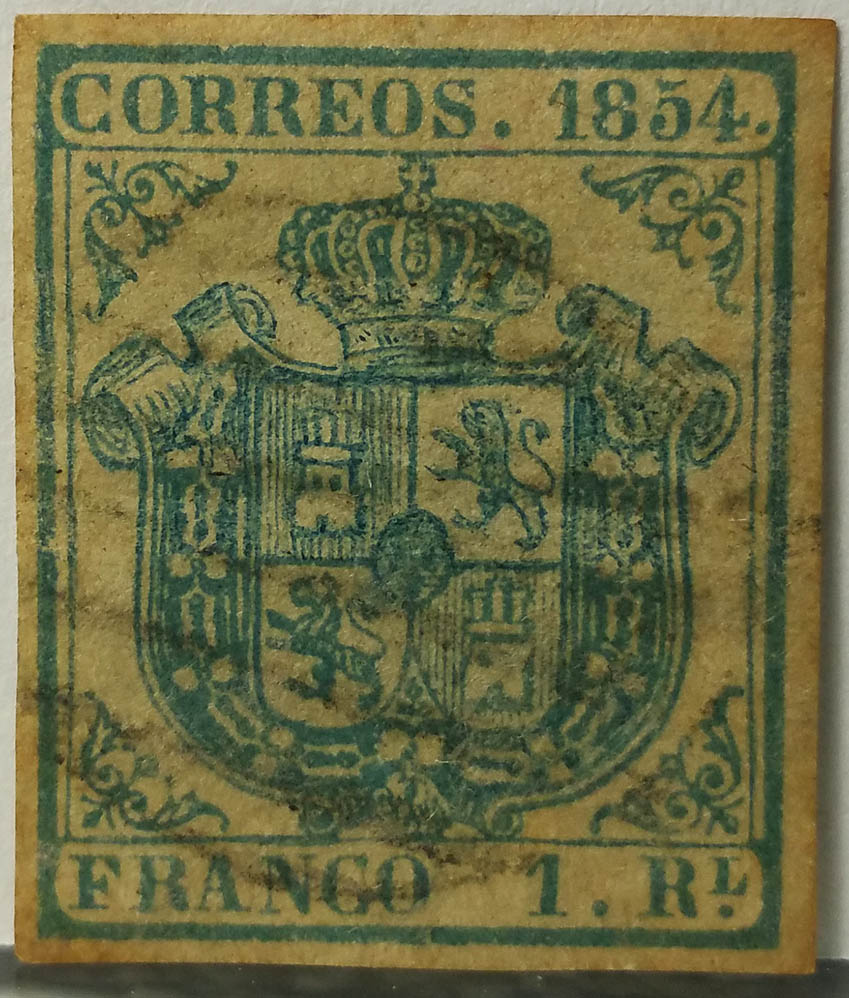 CORREOS. 1854.
FRANCO 1. RL.